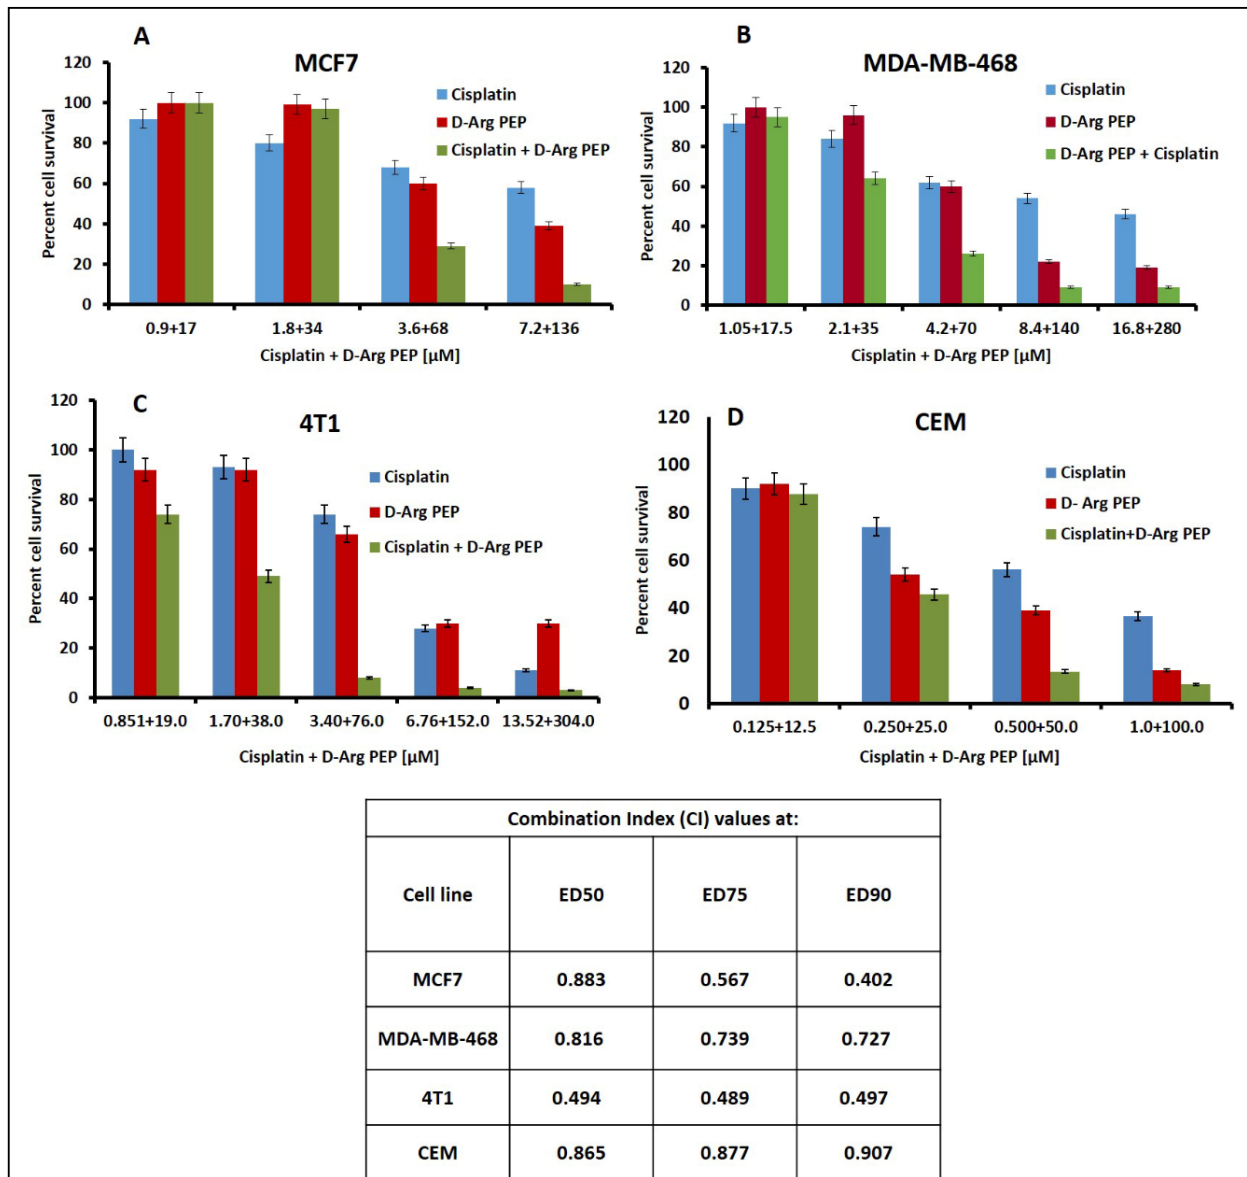 A
MCF7
Percent cell survival
120
100
80
60
40
20
0
Cisplatin
D-Arg PEP
Cisplatin + D-Arg PEP
0.9+17 1.8+34 3.6+68 7.2+136
Cisplatin + D-Arg PEP [µM]
B
MDA-MB-468
Percent cell survival
120
100
80
60
40
20
0
Cisplatin
D-Arg PEP
D-Arg PEP + Cisplatin
1.05+17.5 2.1+35 4.2+70 8.4+140 16.8+280
Cisplatin + D-Arg PEP [µM]
C
4T1
Percent cell survival
120
100
80
60
40
20
0
Cisplatin
D-Arg PEP
Cisplatin + D-Arg PEP
0.851+19.0 1.70+38.0 3.40+76.0 6.76+152.0 13.52+304.0
Cisplatin + D-Arg PEP [µM]
D
CEM
Percent cell survival
120
100
80
60
40
20
0
Cisplatin
D- Arg PEP
Cisplatin+D-Arg PEP
0.125+12.5 0.250+25.0 0.500+50.0 1.0+100.0
Cisplatin + D-Arg PEP [µM]
Combination Index (CI) values at:
Cell line ED50 ED75 ED90
MCF7 0.883 0.567 0.402
MDA-MB-468 0.816 0.739 0.727
4T1 0.494 0.489 0.497
CEM 0.865 0.877 0.907